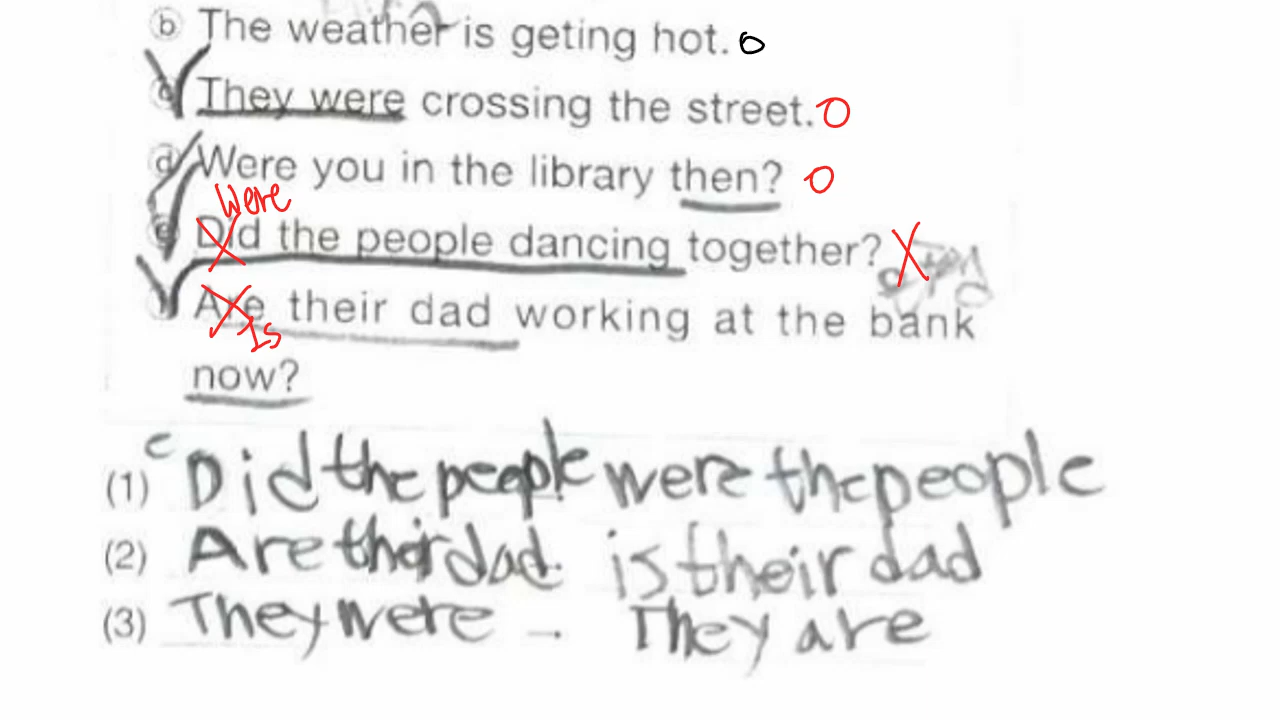 ⓑ The weather is geting hot. o
They were crossing the street. O
ⓓ Were you in the library then? O
Were
ⓔ Did the people dancing together? X
Are their dad working at the bank
Is
now?
c
(1) Did the people were the people
(2) Are their dad. is their dad
(3) They were - They are